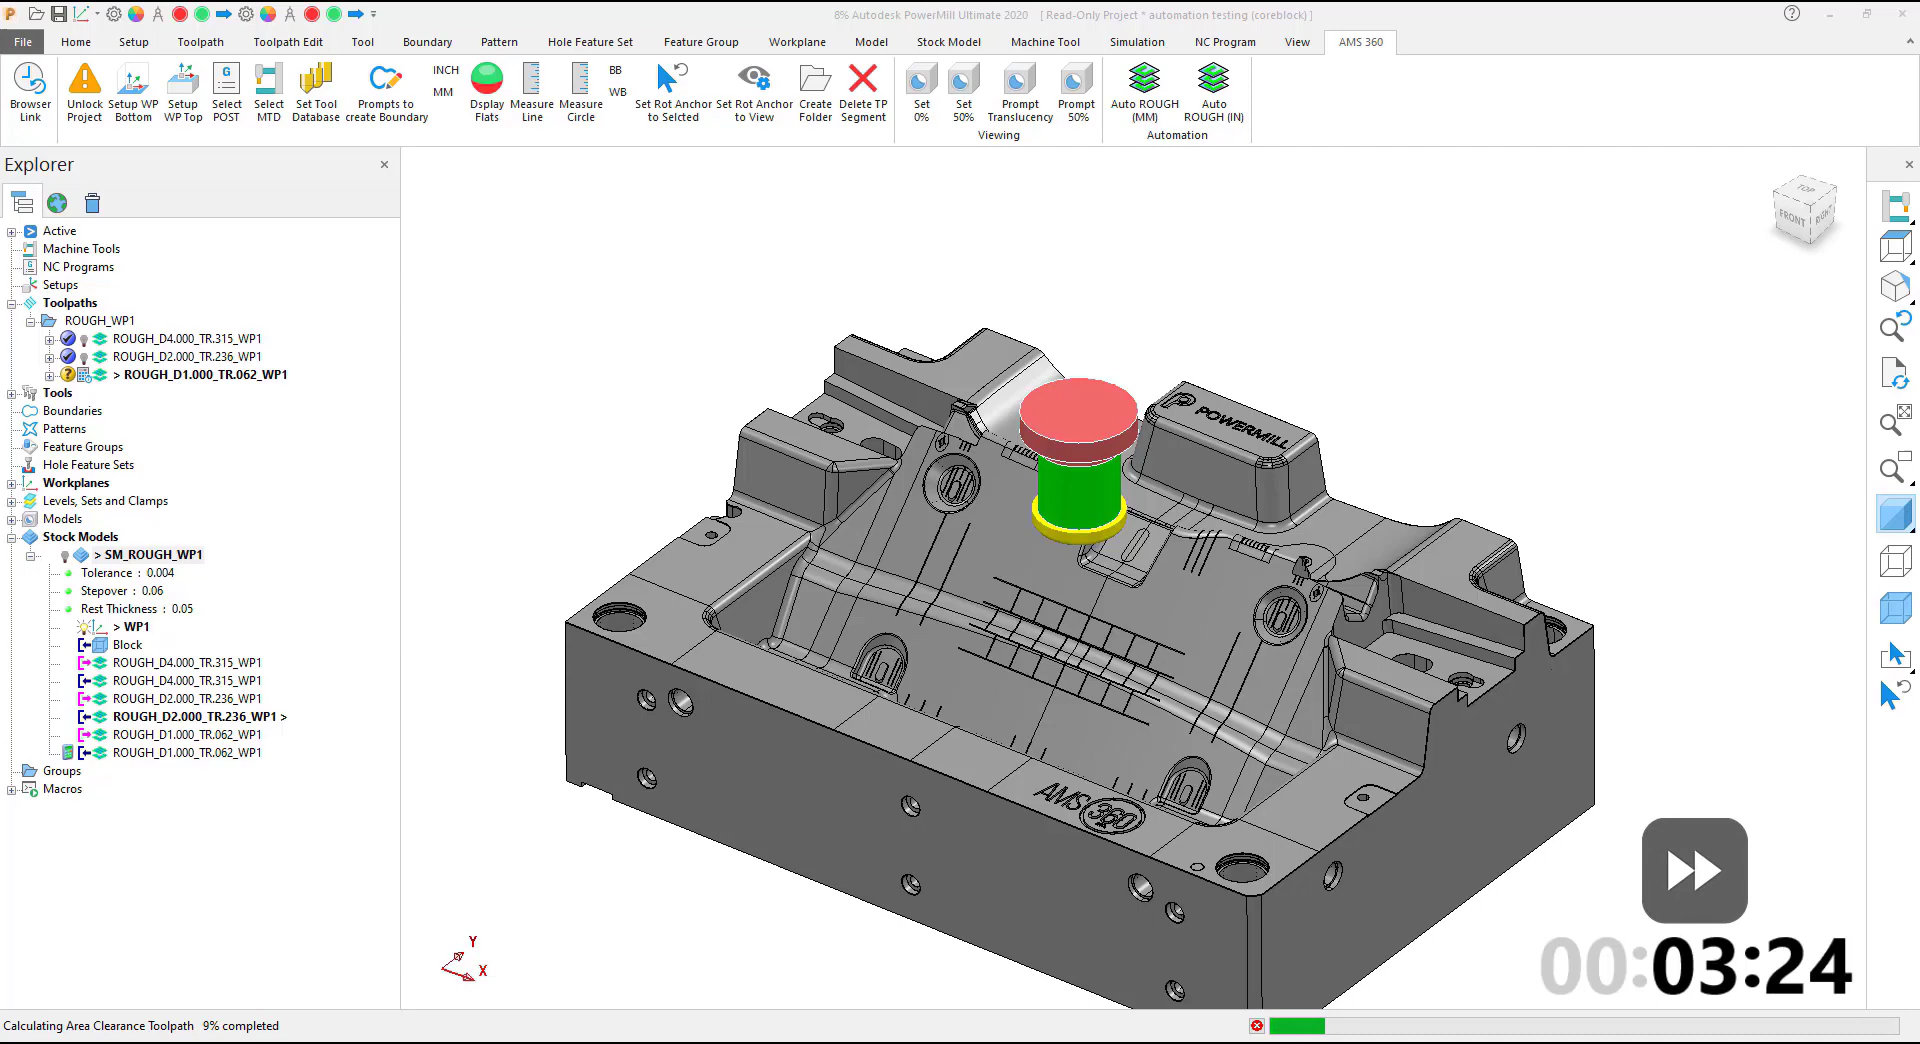 8% Autodesk PowerMill Ultimate 2020 [ Read-Only Project * automation testing (coreblock) ]
File Home Setup Toolpath Toolpath Edit Tool Boundary Pattern Hole Feature Set Feature Group Workplane Model Stock Model Machine Tool Simulation NC Program View AMS 360
Browser Link
Unlock Project
Setup WP Bottom
Setup WP Top
Select POST
Select MTD
Set Tool Database
Prompts to create Boundary
INCH
MM
Dsplay Flats
Measure Line
Measure Circle
BB
WB
Set Rot Anchor to Selcted
Set Rot Anchor to View
Create Folder
Delete TP Segment
Set 0%
Set 50%
Prompt Translucency
Prompt 50%
Viewing
Auto ROUGH (MM)
Auto ROUGH (IN)
Automation
Explorer
Active
Machine Tools
NC Programs
Setups
Toolpaths
ROUGH_WP1
ROUGH_D4.000_TR.315_WP1
ROUGH_D2.000_TR.236_WP1
> ROUGH_D1.000_TR.062_WP1
Tools
Boundaries
Patterns
Feature Groups
Hole Feature Sets
Workplanes
Levels, Sets and Clamps
Models
Stock Models
> SM_ROUGH_WP1
Tolerance : 0.004
Stepover : 0.06
Rest Thickness : 0.05
> WP1
Block
ROUGH_D4.000_TR.315_WP1
ROUGH_D4.000_TR.315_WP1
ROUGH_D2.000_TR.236_WP1
ROUGH_D2.000_TR.236_WP1 >
ROUGH_D1.000_TR.062_WP1
ROUGH_D1.000_TR.062_WP1
Groups
Macros
TOP
FRONT
RIGHT
POWERMILL
AMS 360
Y
X
00:03:24
Calculating Area Clearance Toolpath 9% completed